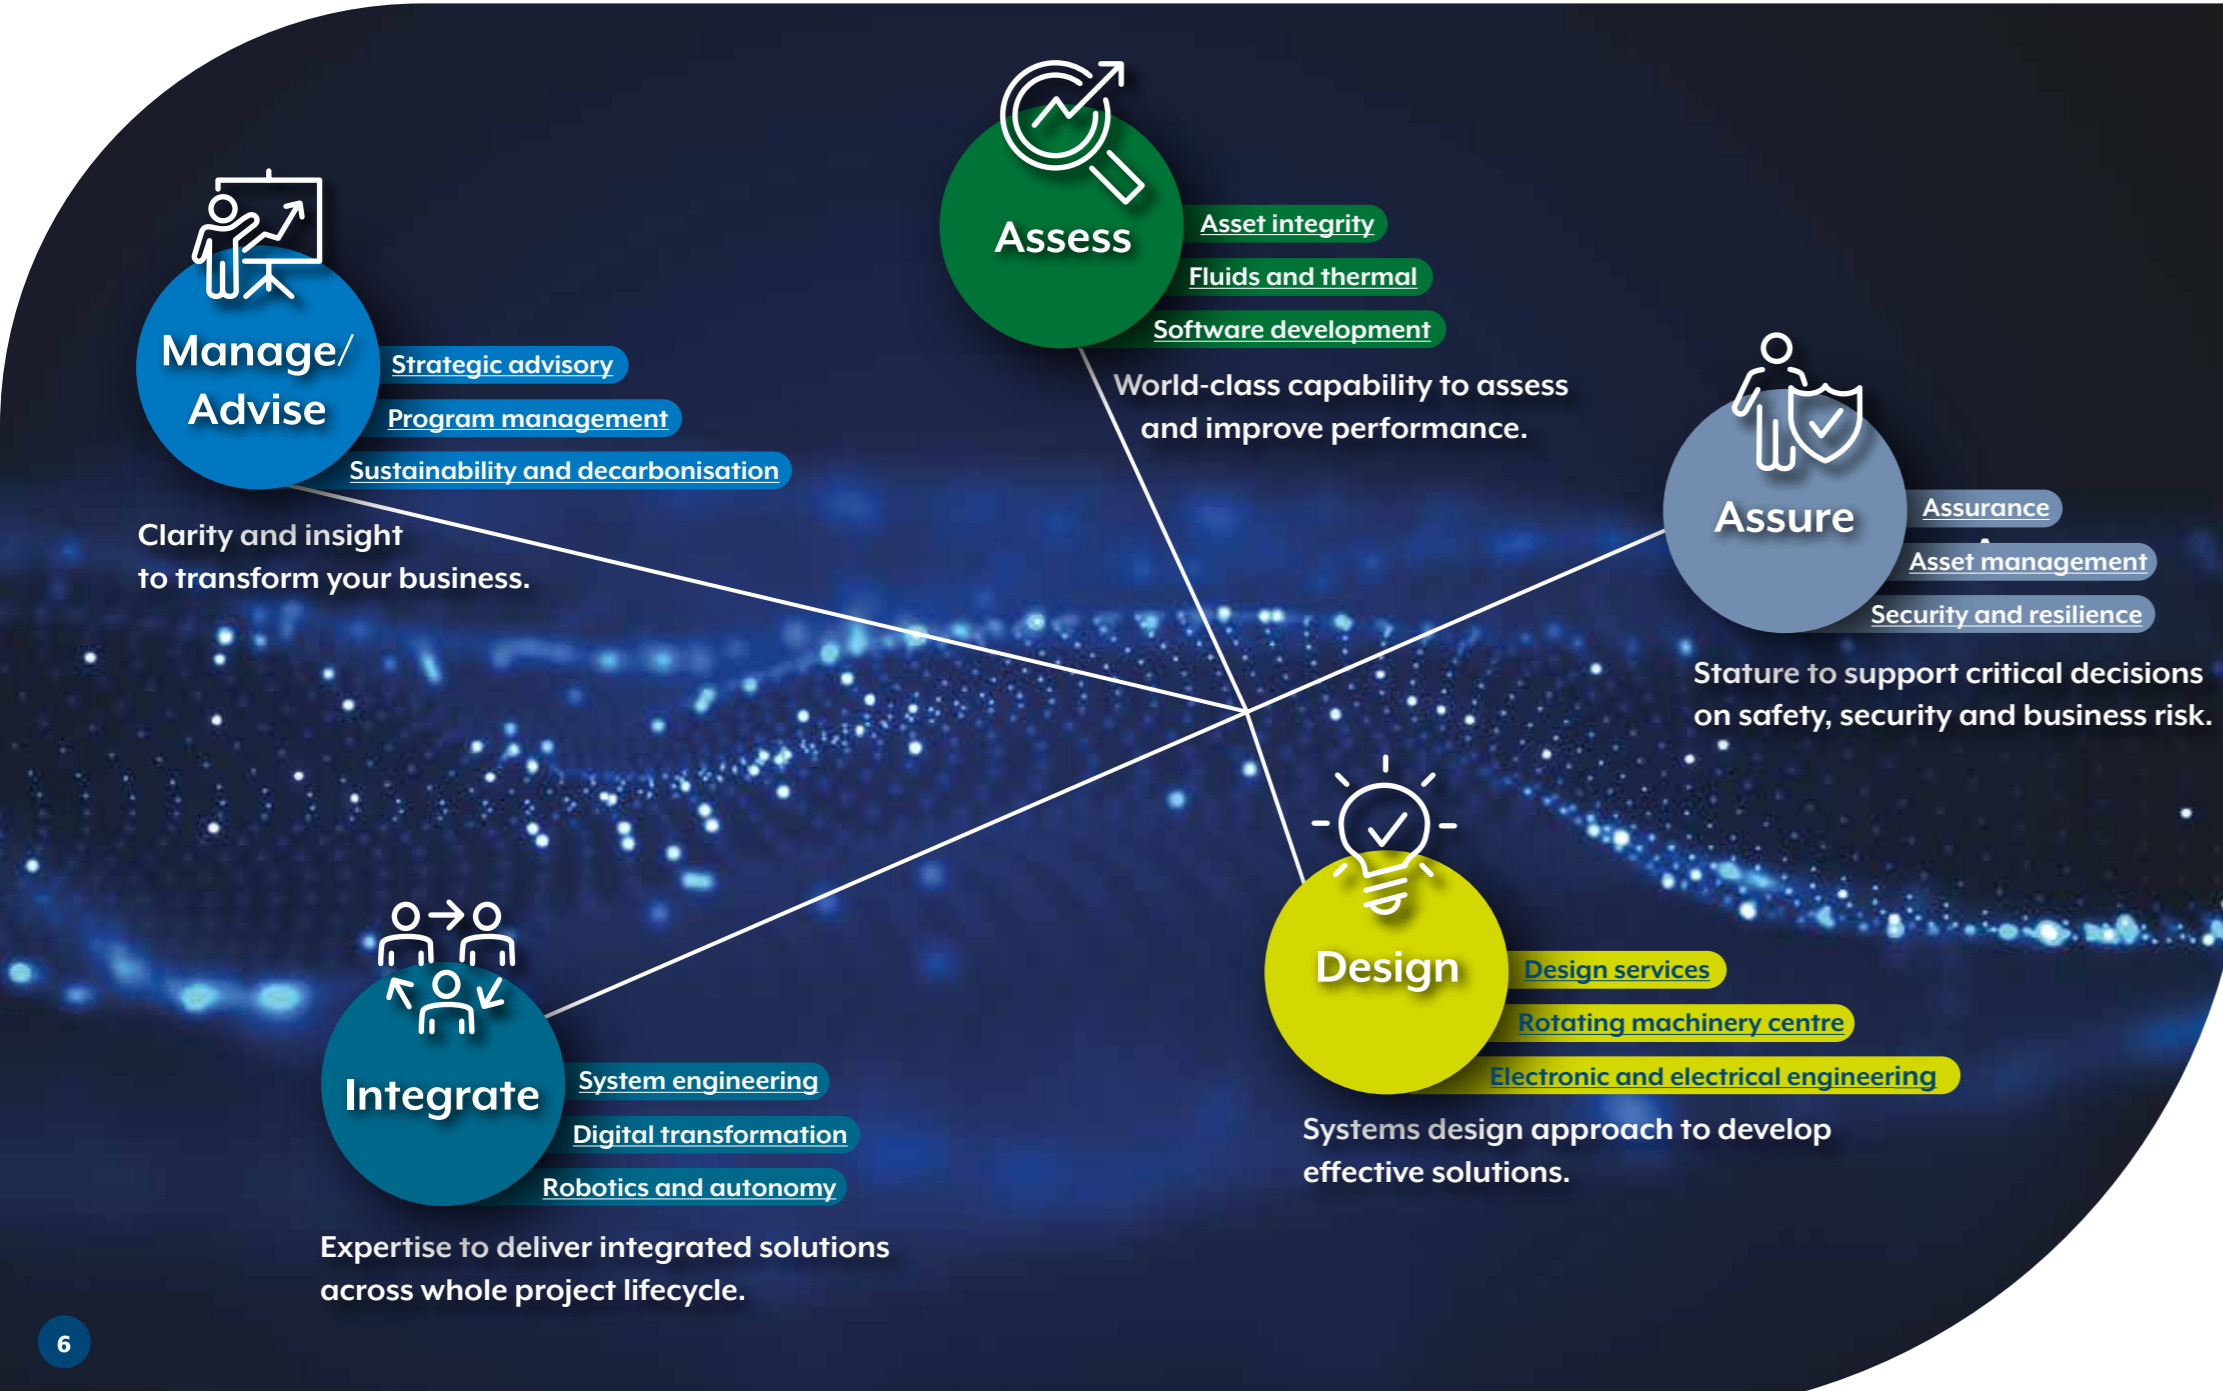 Manage/
Advise
Strategic advisory
Program management
Sustainability and decarbonisation
Clarity and insight
to transform your business.
Assess
Asset integrity
Fluids and thermal
Software development
World-class capability to assess
and improve performance.
Assure
Assurance
Asset management
Security and resilience
Stature to support critical decisions
on safety, security and business risk.
Integrate
System engineering
Digital transformation
Robotics and autonomy
Expertise to deliver integrated solutions
across whole project lifecycle.
Design
Design services
Rotating machinery centre
Electronic and electrical engineering
Systems design approach to develop
effective solutions.
6